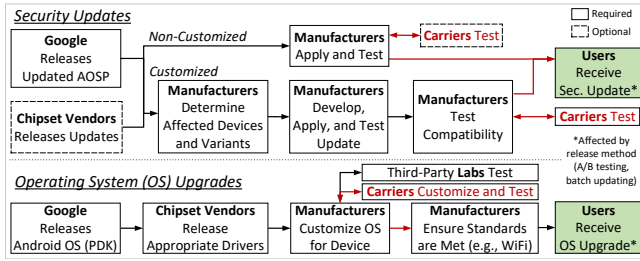 Security Updates
Required
Optional
Google
Releases
Updated AOSP
Non-Customized
Manufacturers
Apply and Test
Carriers Test
Users
Receive
Sec. Update*
Customized
Chipset Vendors
Releases Updates
Manufacturers
Determine
Affected Devices
and Variants
Manufacturers
Develop,
Apply, and Test
Update
Manufacturers
Test
Compatibility
Carriers Test
*Affected by
release method
(A/B testing,
batch updating)
Operating System (OS) Upgrades
Third-Party Labs Test
Carriers Customize and Test
Google
Releases
Android OS (PDK)
Chipset Vendors
Release
Appropriate Drivers
Manufacturers
Customize OS
for Device
Manufacturers
Ensure Standards
are Met (e.g., WiFi)
Users
Receive
OS Upgrade*